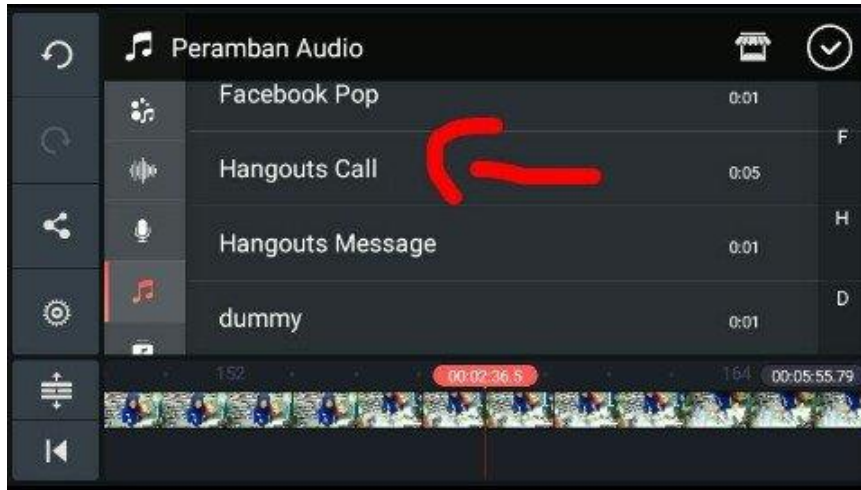 Peramban Audio
Facebook Pop 0:01
F
Hangouts Call 0:05
H
Hangouts Message 0:01
D
dummy 0:01
152 00:02:36.5 164 00:05:55.79